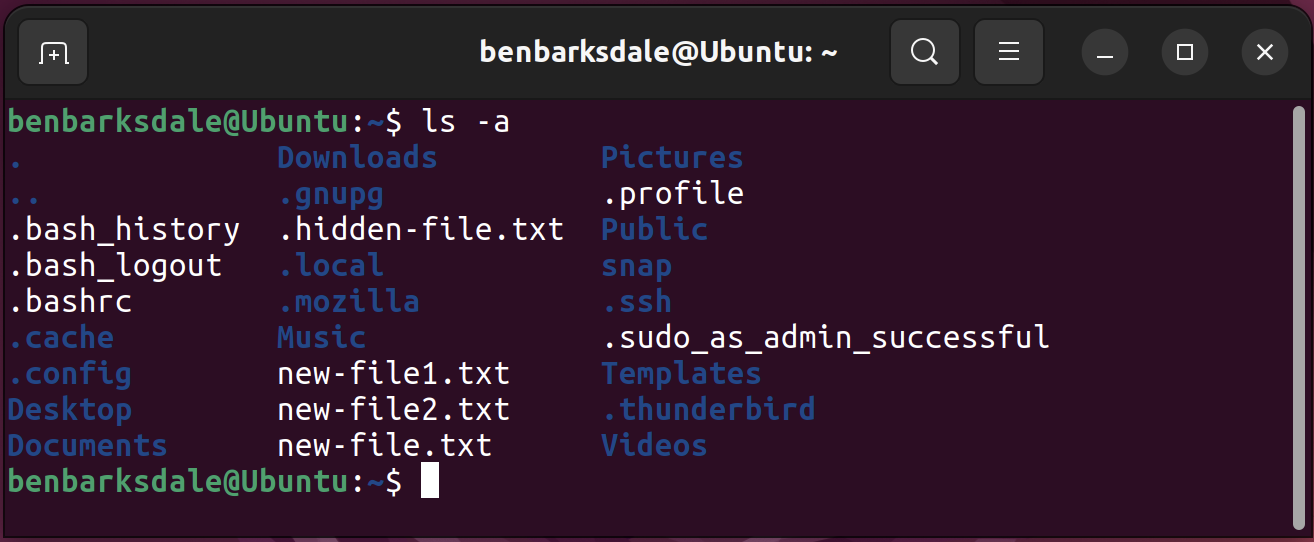 benbarksdale@Ubuntu: ~
benbarksdale@Ubuntu:~$ ls -a
. Downloads Pictures
.. .gnupg .profile
.bash_history .hidden-file.txt Public
.bash_logout .local snap
.bashrc .mozilla .ssh
.cache Music .sudo_as_admin_successful
.config new-file1.txt Templates
Desktop new-file2.txt .thunderbird
Documents new-file.txt Videos
benbarksdale@Ubuntu:~$